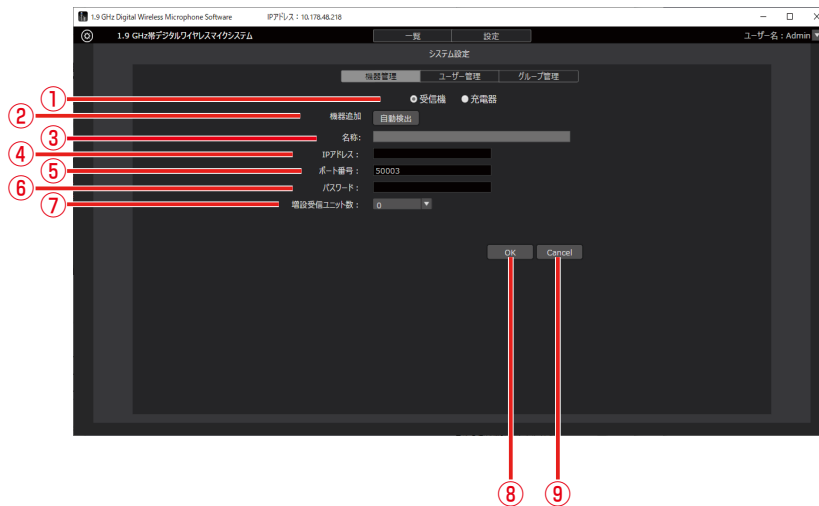 1.9 GHz Digital Wireless Microphone Software IPアドレス：10.178.48.218
1.9 GHz帯デジタルワイヤレスマイクシステム 一覧 設定 ユーザー名：Admin
システム設定
機器管理 ユーザー管理 グループ管理
① 受信機 充電器
② 機器追加 自動検出
③ 名称:
④ IPアドレス：
⑤ ポート番号： 50003
⑥ パスワード：
⑦ 増設受信ユニット数： 0
OK Cancel
⑧ ⑨